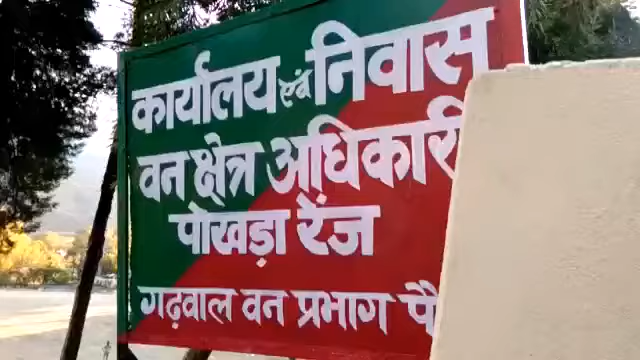 कार्यालय एवं निवास
वन क्षेत्र अधिकारी
पोखड़ा रेंज
गढ़वाल वन प्रभाग पौ